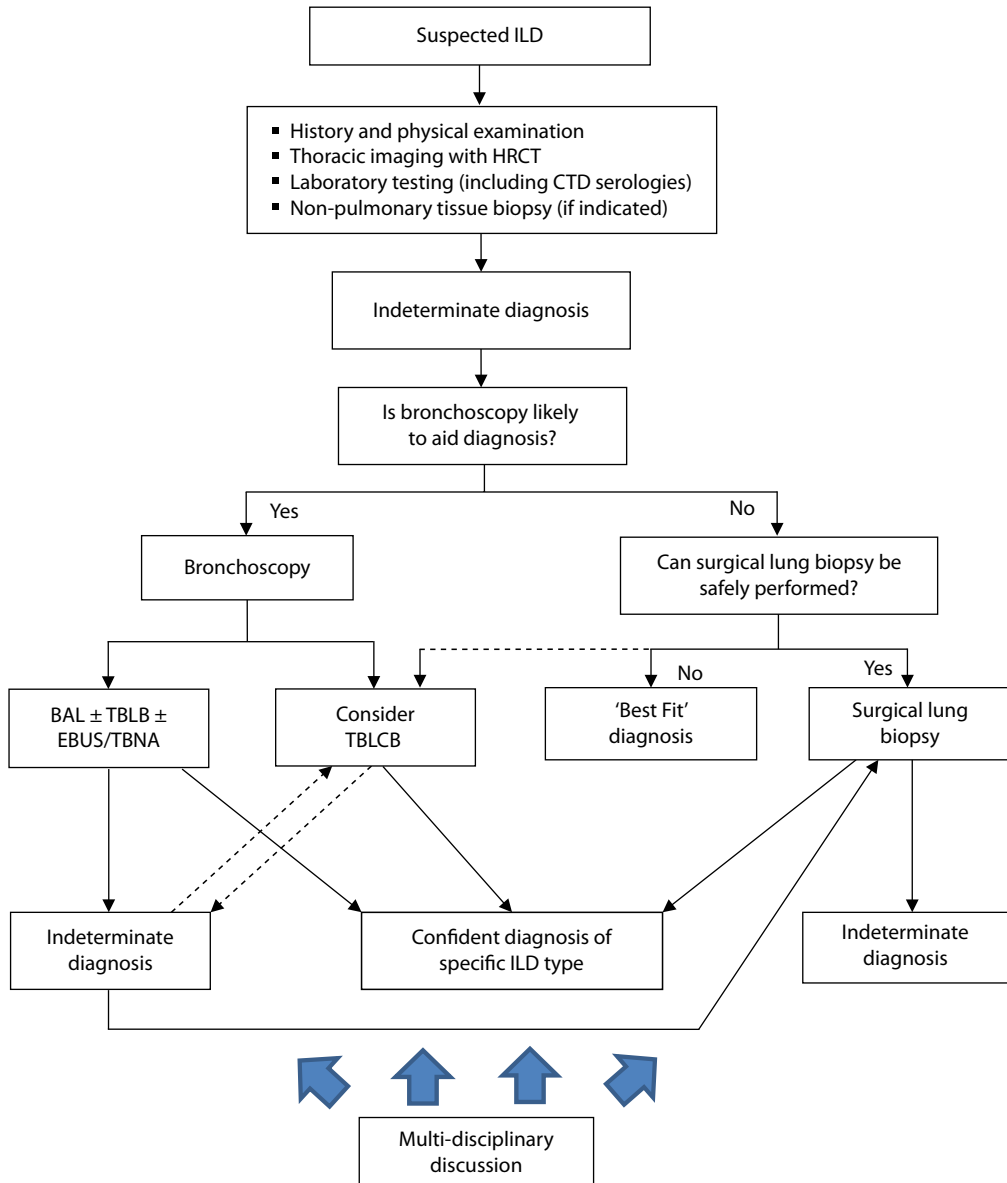 Suspected ILD
▪ History and physical examination
▪ Thoracic imaging with HRCT
▪ Laboratory testing (including CTD serologies)
▪ Non-pulmonary tissue biopsy (if indicated)
Indeterminate diagnosis
Is bronchoscopy likely
to aid diagnosis?
Yes
No
Bronchoscopy
Can surgical lung biopsy be
safely performed?
No
Yes
BAL ± TBLB ±
EBUS/TBNA
Consider
TBLCB
‘Best Fit’
diagnosis
Surgical lung
biopsy
Indeterminate
diagnosis
Confident diagnosis of
specific ILD type
Indeterminate
diagnosis
Multi-disciplinary
discussion